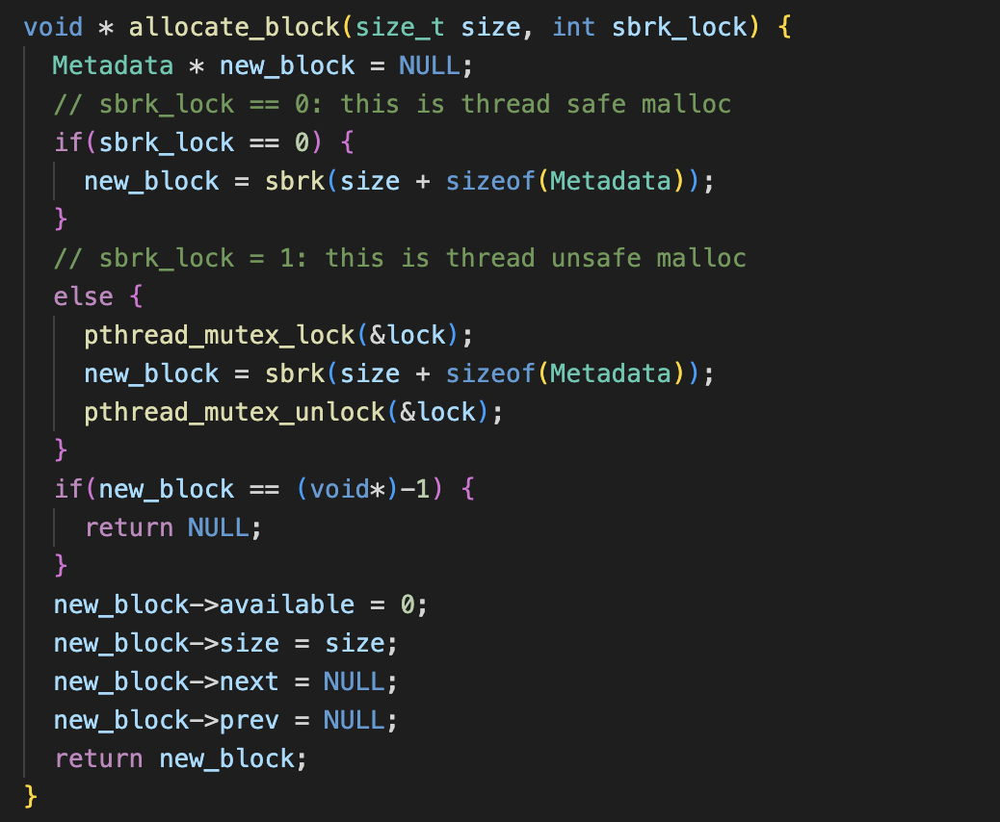 void * allocate_block(size_t size, int sbrk_lock) {
  Metadata * new_block = NULL;
  // sbrk_lock == 0: this is thread safe malloc
  if(sbrk_lock == 0) {
    new_block = sbrk(size + sizeof(Metadata));
  }
  // sbrk_lock = 1: this is thread unsafe malloc
  else {
    pthread_mutex_lock(&lock);
    new_block = sbrk(size + sizeof(Metadata));
    pthread_mutex_unlock(&lock);
  }
  if(new_block == (void*)-1) {
    return NULL;
  }
  new_block->available = 0;
  new_block->size = size;
  new_block->next = NULL;
  new_block->prev = NULL;
  return new_block;
}